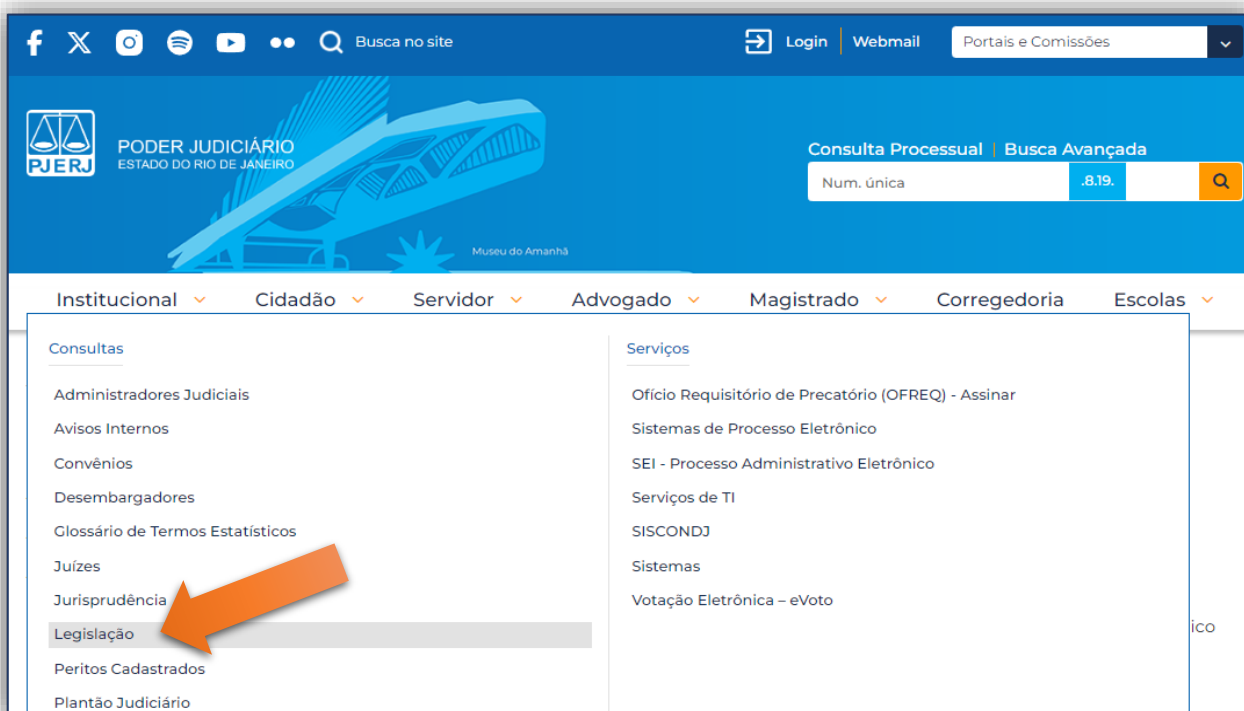 Busca no site
Login
Webmail
Portais e Comissões
PJERJ
PODER JUDICIÁRIO
ESTADO DO RIO DE JANEIRO
Consulta Processual | Busca Avançada
Num. única
.8.19.
Museu do Amanhã
Institucional
Cidadão
Servidor
Advogado
Magistrado
Corregedoria
Escolas
Consultas
Administradores Judiciais
Avisos Internos
Convênios
Desembargadores
Glossário de Termos Estatísticos
Juízes
Jurisprudência
Legislação
Peritos Cadastrados
Plantão Judiciário
Serviços
Ofício Requisitório de Precatório (OFREQ) - Assinar
Sistemas de Processo Eletrônico
SEI - Processo Administrativo Eletrônico
Serviços de TI
SISCONDJ
Sistemas
Votação Eletrônica – eVoto
ico